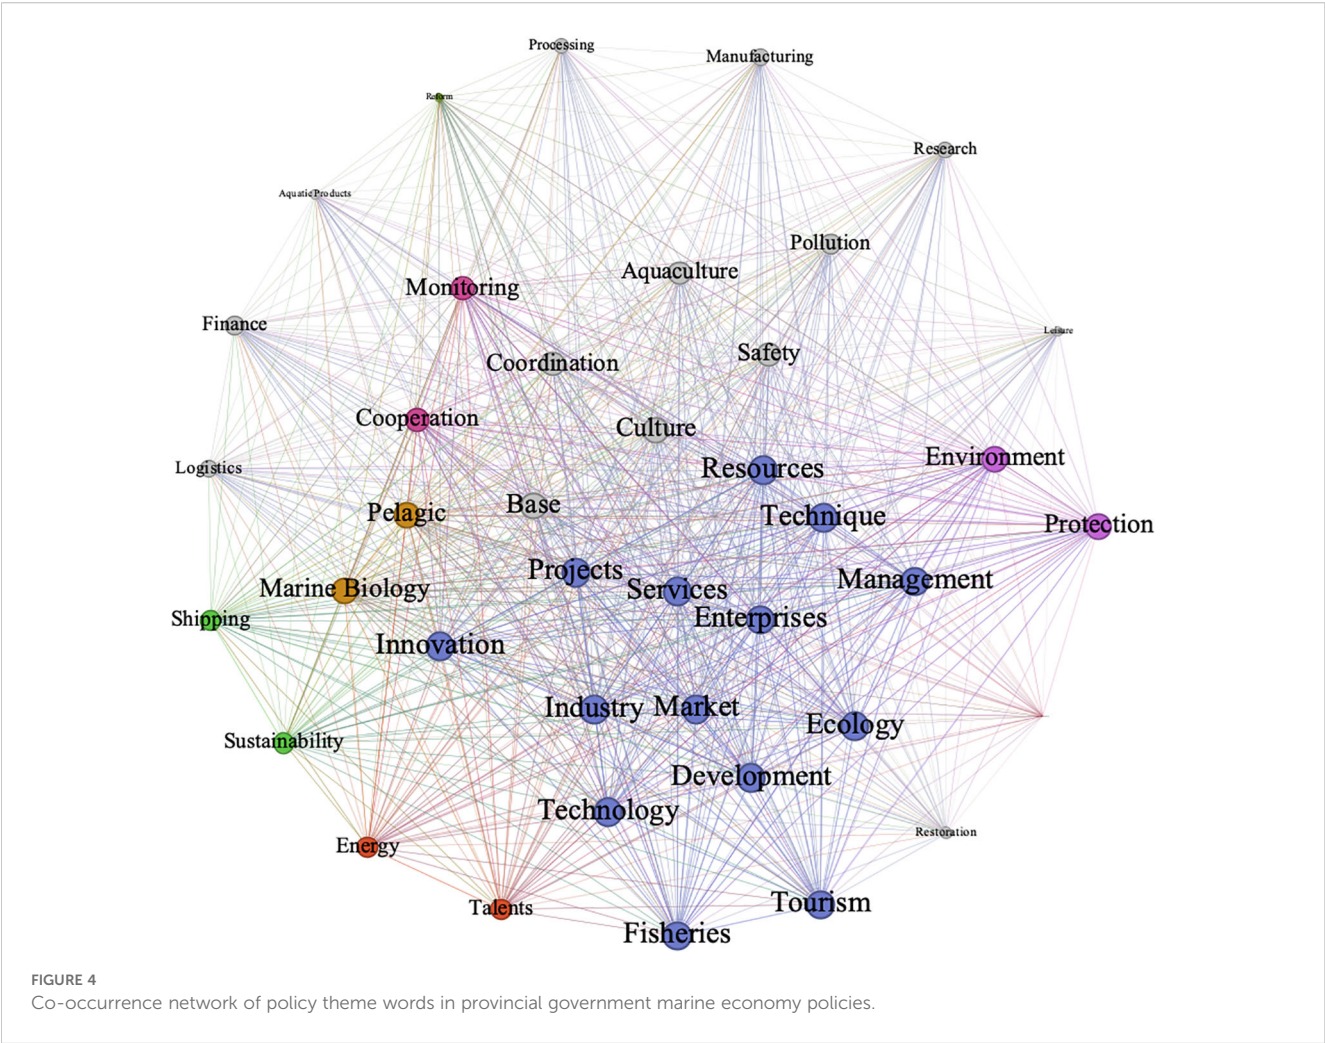 Processing
Manufacturing
Reform
Research
Aquatic Products
Pollution
Aquaculture
Monitoring
Finance
Leisure
Safety
Coordination
Cooperation
Culture
Environment
Logistics
Resources
Base
Pelagic
Technique
Protection
Projects
Management
Marine Biology
Services
Enterprises
Shipping
Innovation
Industry
Market
Ecology
Sustainability
Development
Technology
Restoration
Energy
Tourism
Talents
Fisheries
FIGURE 4
Co-occurrence network of policy theme words in provincial government marine economy policies.